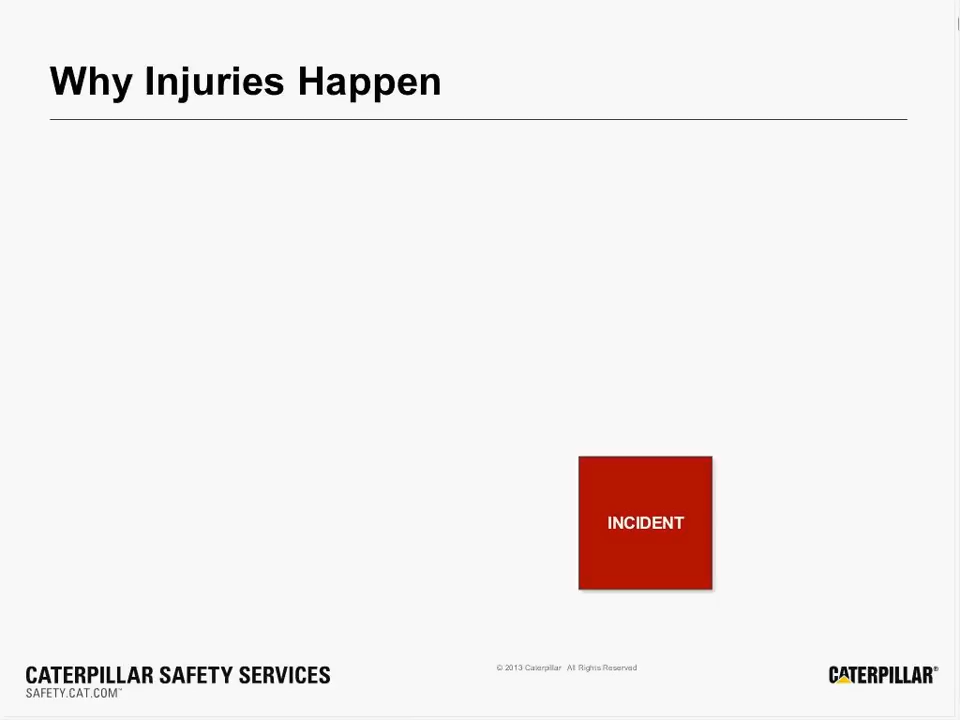 Why Injuries Happen
INCIDENT
CATERPILLAR SAFETY SERVICES
SAFETY.CAT.COM™
© 2013 Caterpillar All Rights Reserved
CATERPILLAR®